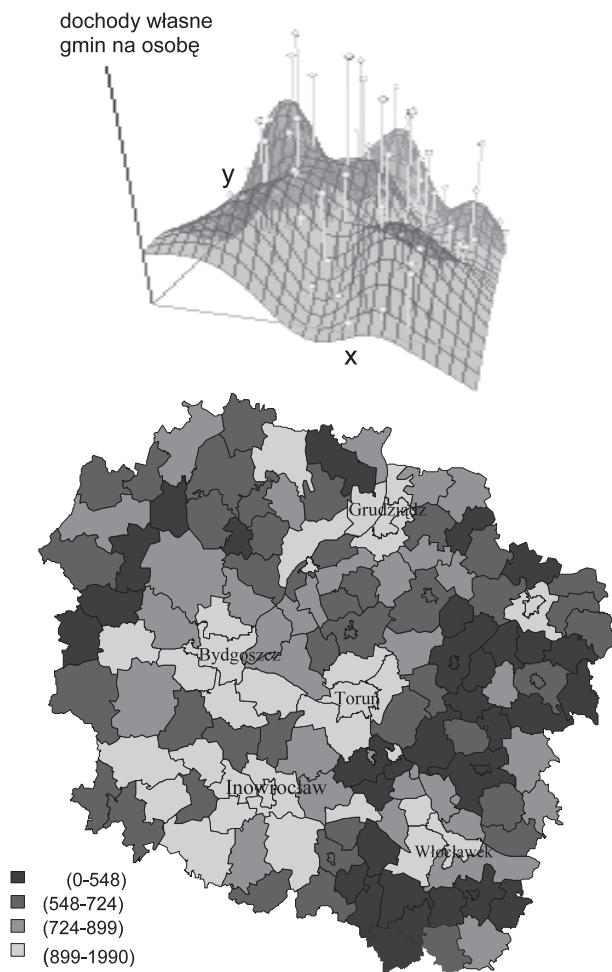 dochody własne
gmin na osobę
y
x
Grudziądz
Bydgoszcz
Toruń
Inowrocław
Włocławek
(0-548)
(548-724)
(724-899)
(899-1990)